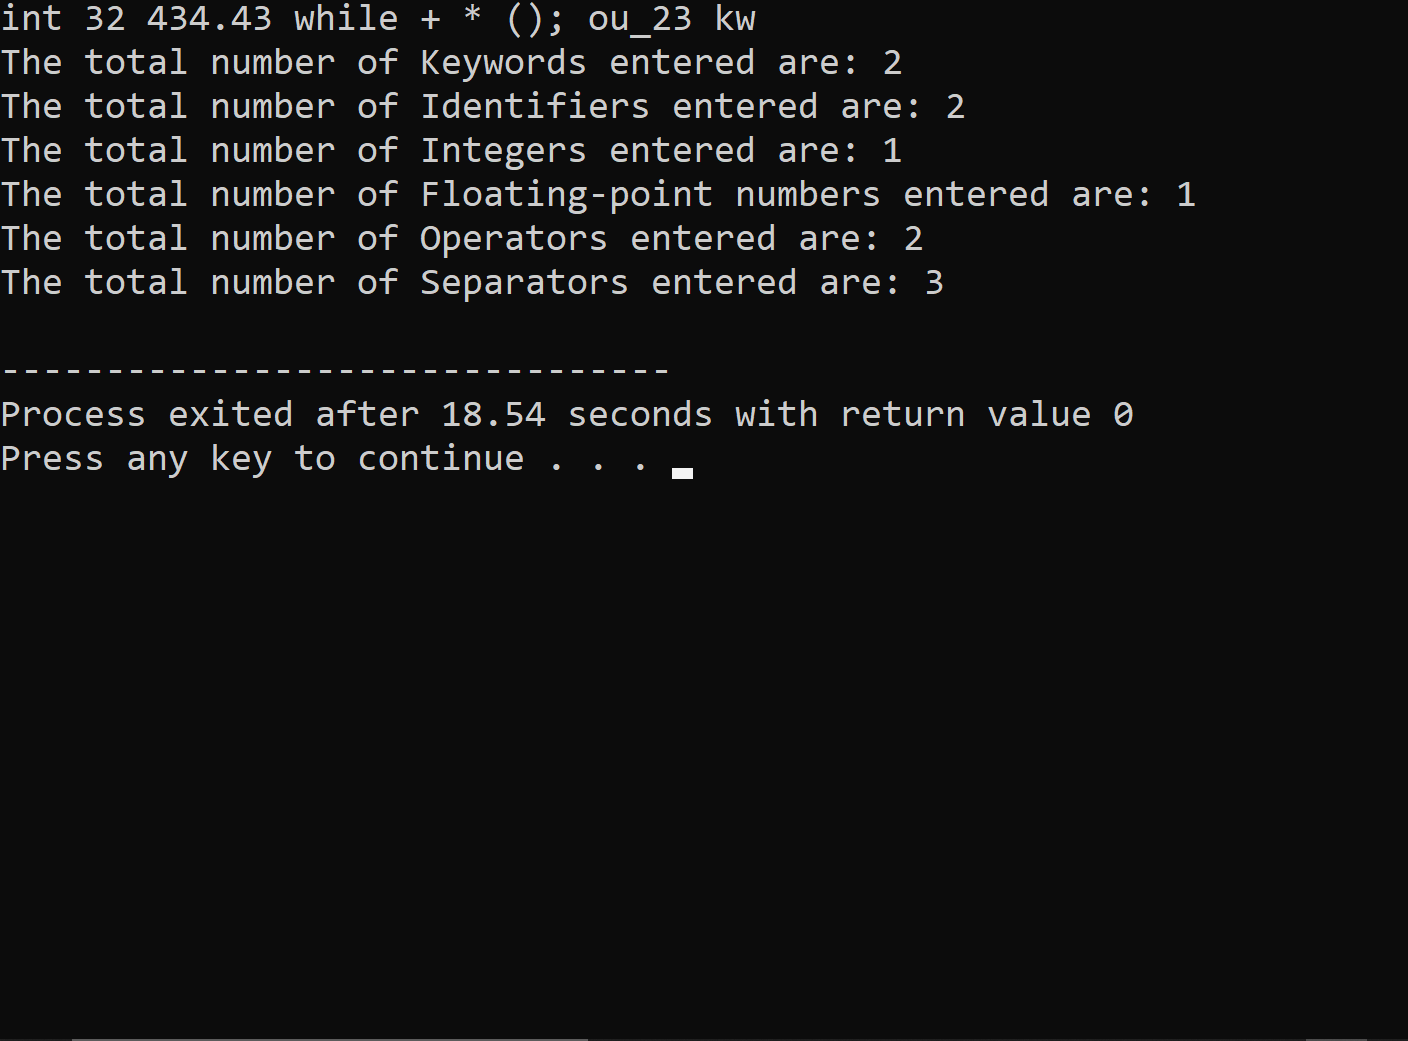 int 32 434.43 while + * (); ou_23 kw
The total number of Keywords entered are: 2
The total number of Identifiers entered are: 2
The total number of Integers entered are: 1
The total number of Floating-point numbers entered are: 1
The total number of Operators entered are: 2
The total number of Separators entered are: 3
--------------------------------
Process exited after 18.54 seconds with return value 0
Press any key to continue . . .